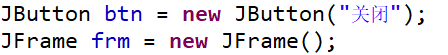 JButton btn = new JButton("关闭");
JFrame frm = new JFrame();